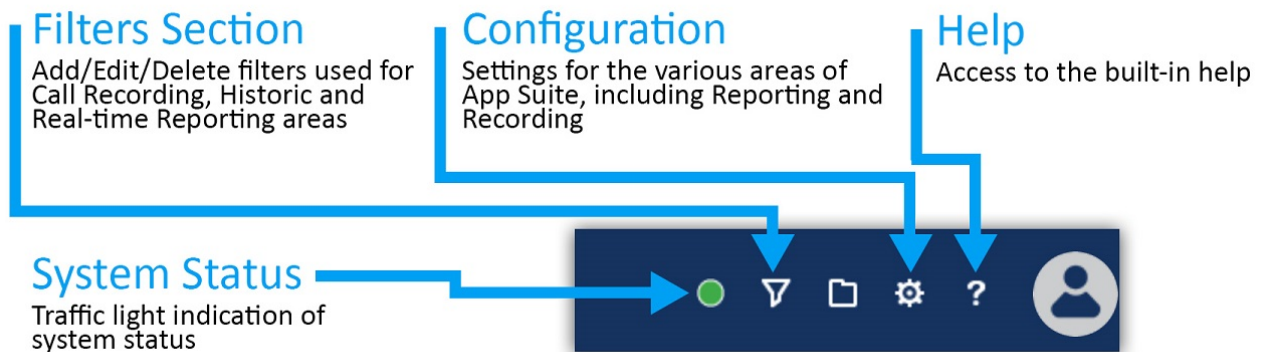 Filters Section
Add/Edit/Delete filters used for
Call Recording, Historic and
Real-time Reporting areas
Configuration
Settings for the various areas of
App Suite, including Reporting and
Recording
Help
Access to the built-in help
System Status
Traffic light indication of
system status
?